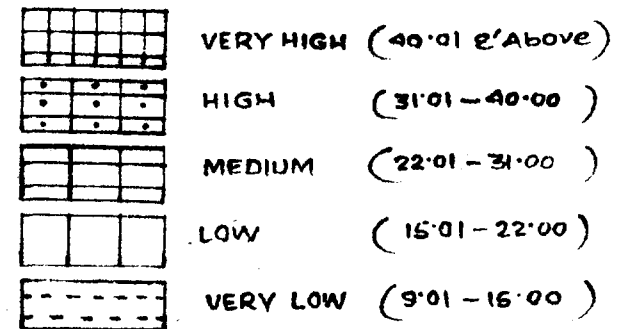 VERY HIGH (40·01 & Above)
HIGH (31·01 – 40·00)
MEDIUM (22·01 – 31·00)
LOW (15·01 – 22·00)
VERY LOW (9·01 – 15·00)